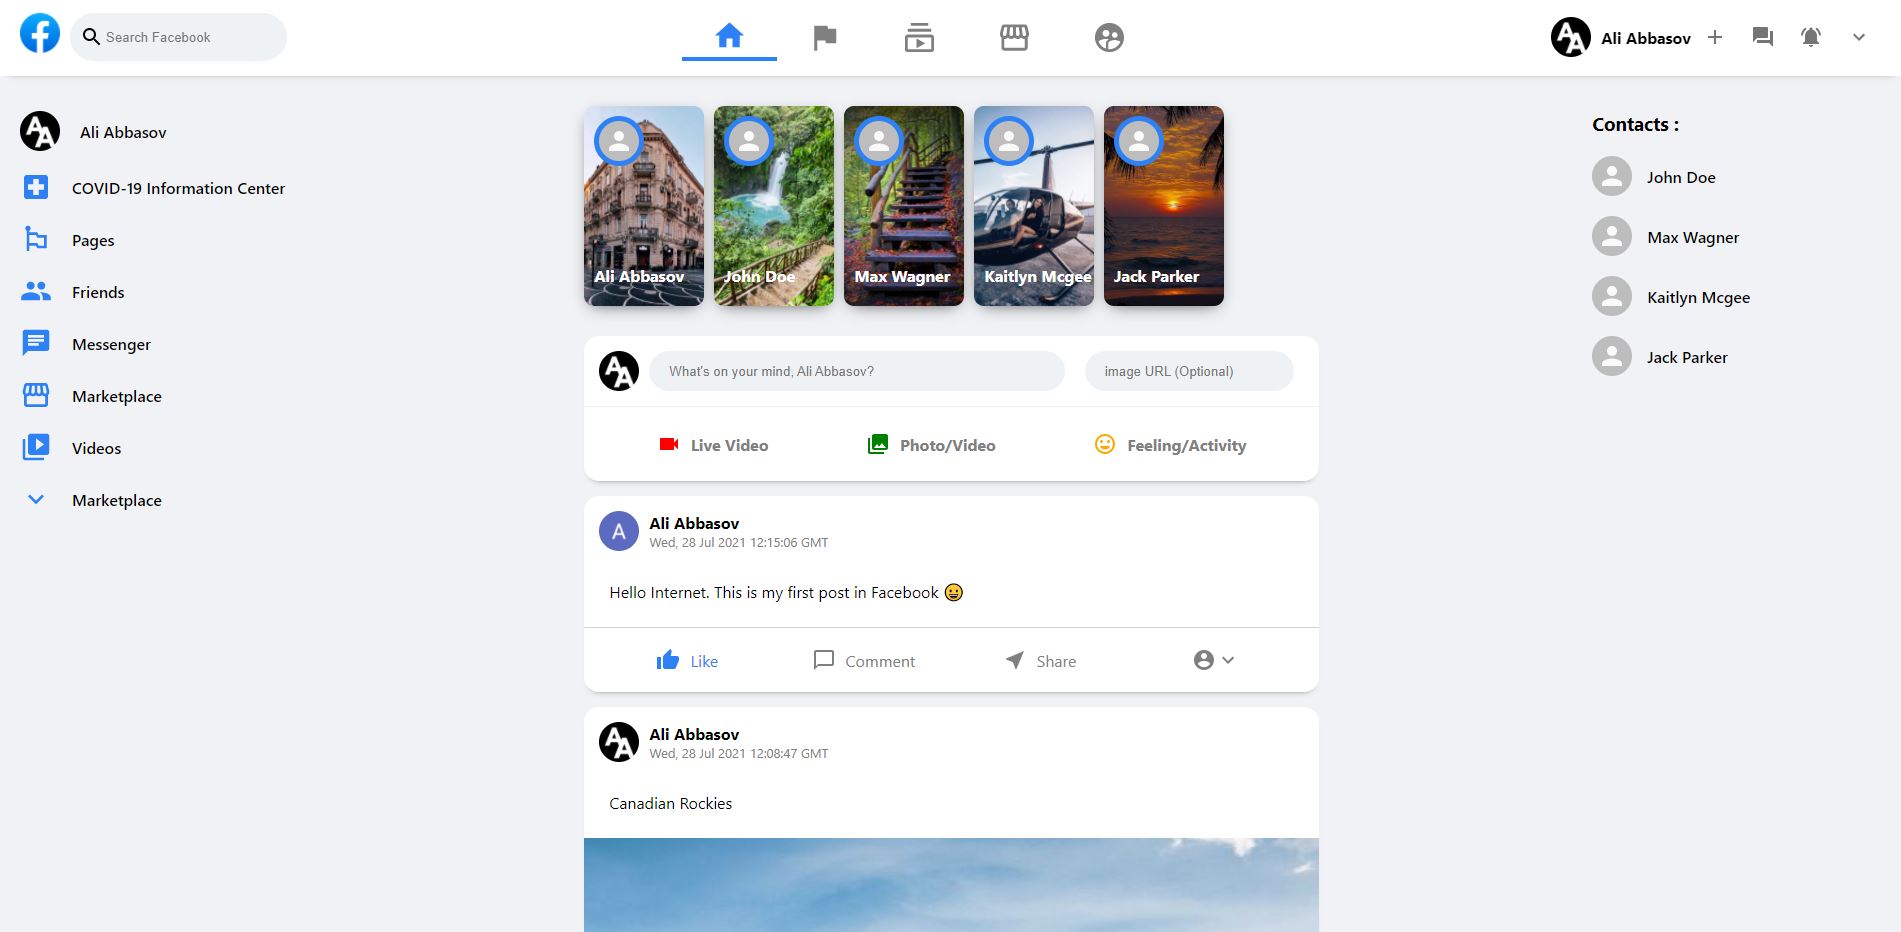 Search Facebook
Ali Abbasov
Ali Abbasov
COVID-19 Information Center
Pages
Friends
Messenger
Marketplace
Videos
Marketplace
Ali Abbasov
John Doe
Max Wagner
Kaitlyn Mcgee
Jack Parker
What's on your mind, Ali Abbasov?
image URL (Optional)
Live Video
Photo/Video
Feeling/Activity
A
Ali Abbasov
Wed, 28 Jul 2021 12:15:06 GMT
Hello Internet. This is my first post in Facebook 😀
Like
Comment
Share
Ali Abbasov
Wed, 28 Jul 2021 12:08:47 GMT
Canadian Rockies
Contacts :
John Doe
Max Wagner
Kaitlyn Mcgee
Jack Parker